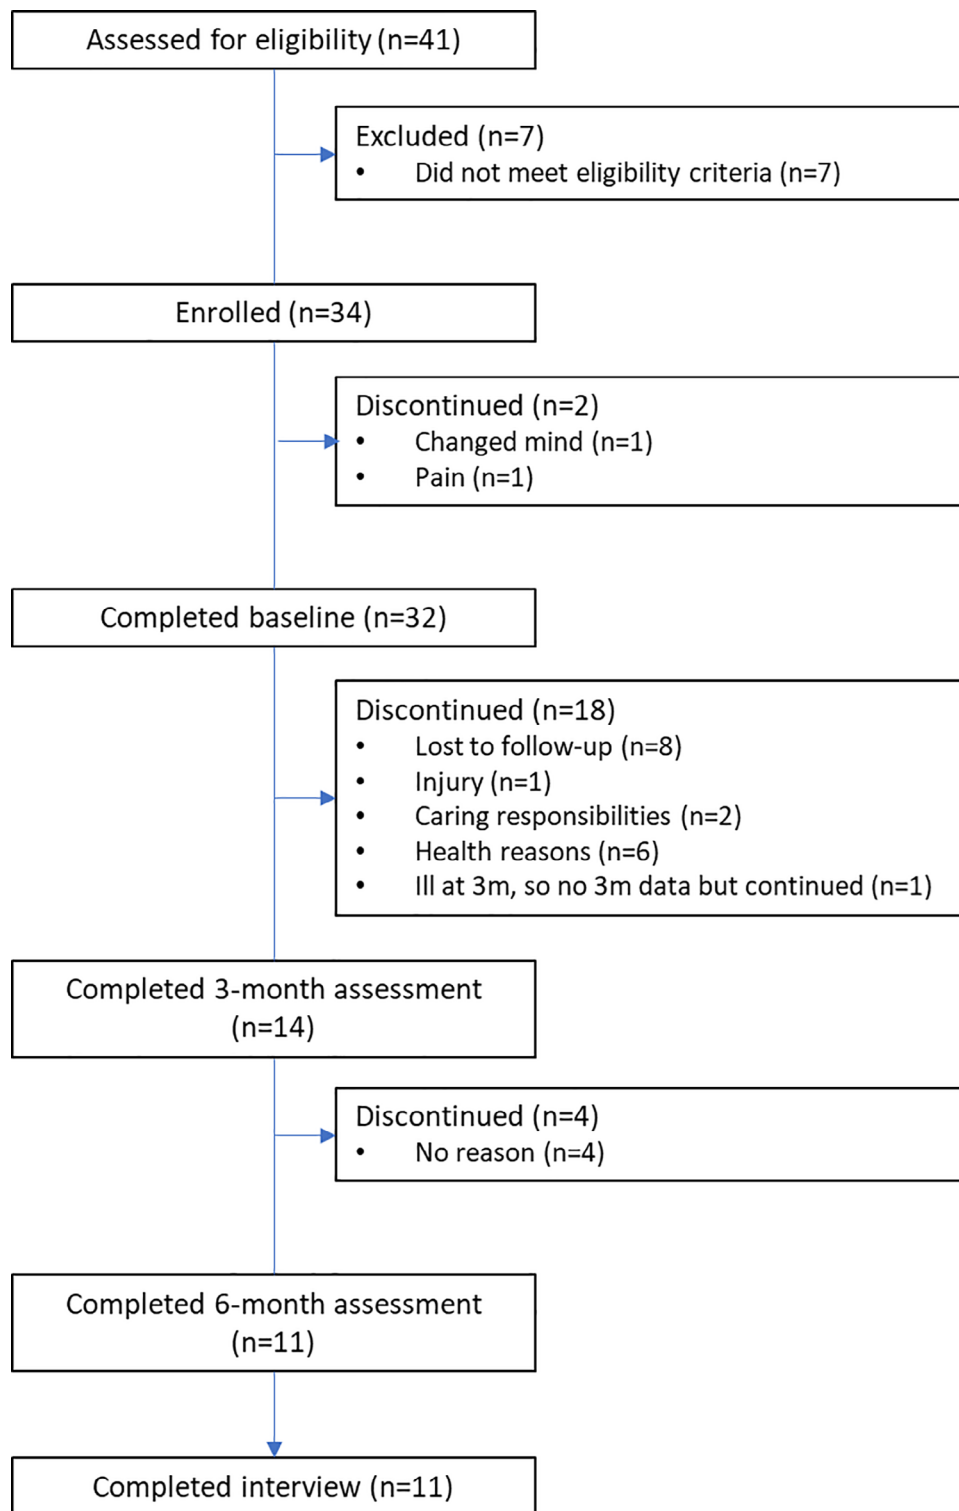 Assessed for eligibility (n=41)
Excluded (n=7)
• Did not meet eligibility criteria (n=7)
Enrolled (n=34)
Discontinued (n=2)
• Changed mind (n=1)
• Pain (n=1)
Completed baseline (n=32)
Discontinued (n=18)
• Lost to follow-up (n=8)
• Injury (n=1)
• Caring responsibilities (n=2)
• Health reasons (n=6)
• Ill at 3m, so no 3m data but continued (n=1)
Completed 3-month assessment
(n=14)
Discontinued (n=4)
• No reason (n=4)
Completed 6-month assessment
(n=11)
Completed interview (n=11)